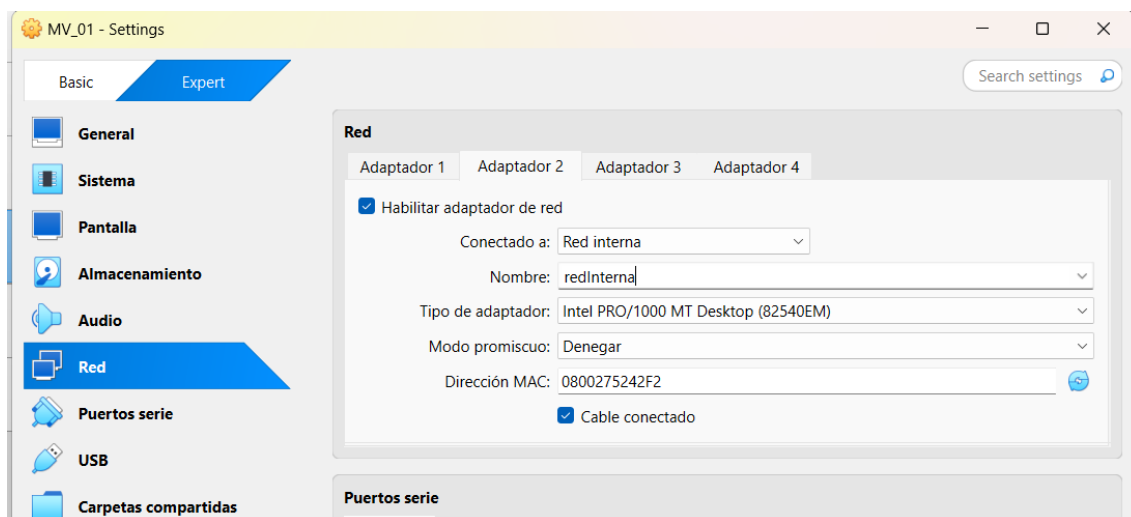 MV_01 - Settings
Basic
Expert
Search settings
General
Sistema
Pantalla
Almacenamiento
Audio
Red
Puertos serie
USB
Carpetas compartidas
Red
Adaptador 1
Adaptador 2
Adaptador 3
Adaptador 4
Habilitar adaptador de red
Conectado a: Red interna
Nombre: redInterna
Tipo de adaptador: Intel PRO/1000 MT Desktop (82540EM)
Modo promiscuo: Denegar
Dirección MAC: 0800275242F2
Cable conectado
Puertos serie